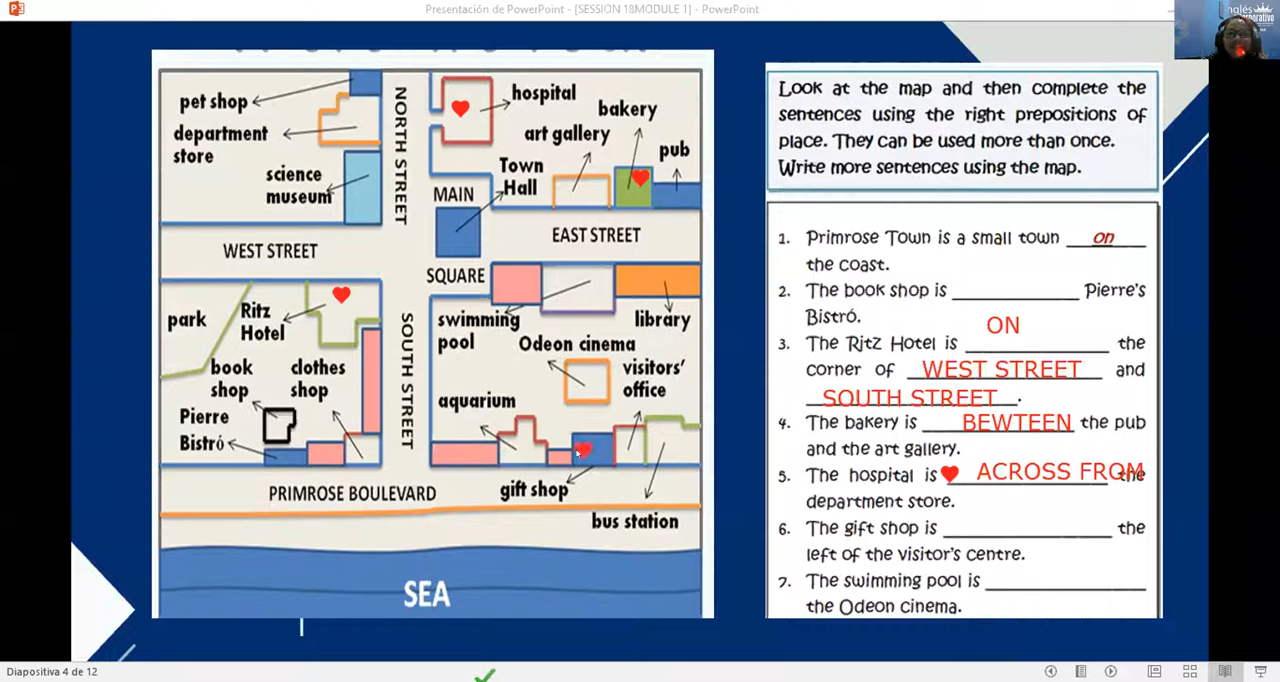 Presentación de PowerPoint - [SESSION 18MODULE 1] - PowerPoint
Inglés
corporativo
pet shop
department
store
science
museum
NORTH STREET
hospital
bakery
art gallery
pub
Town
Hall
MAIN
WEST STREET
EAST STREET
SQUARE
park
Ritz
Hotel
swimming
pool
library
Odeon cinema
book
shop
clothes
shop
SOUTH STREET
visitors'
office
aquarium
Pierre
Bistró
PRIMROSE BOULEVARD
gift shop
bus station
SEA
Look at the map and then complete the
sentences using the right prepositions of
place. They can be used more than once.
Write more sentences using the map.
1. Primrose Town is a small town on
the coast.
2. The book shop is ____________ Pierre's
Bistró.
3. The Ritz Hotel is ON the
corner of WEST STREET and
SOUTH STREET.
4. The bakery is BEWTEEN the pub
and the art gallery.
5. The hospital is ACROSS FROM the
department store.
6. The gift shop is ____________ the
left of the visitor's centre.
7. The swimming pool is ____________
the Odeon cinema.
Diapositiva 4 de 12